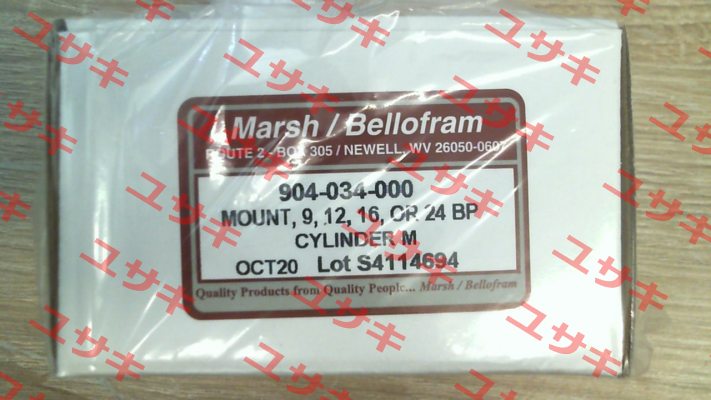 Marsh / Bellofram
ROUTE 2 - BOX 305 / NEWELL, WV 26050-0607
904-034-000
MOUNT, 9, 12, 16, OR 24 BP
CYLINDER M
OCT20 Lot S4114694
Quality Products from Quality People... Marsh / Bellofram
ユサキ